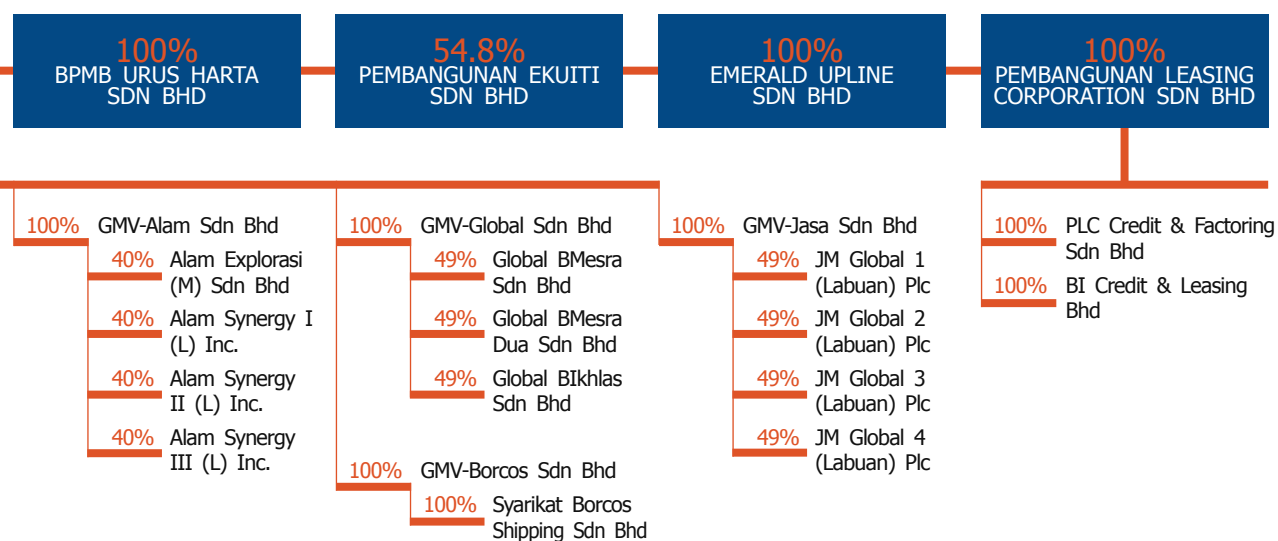 100%
BPMB URUS HARTA
SDN BHD
54.8%
PEMBANGUNAN EKUITI
SDN BHD
100%
EMERALD UPLINE
SDN BHD
100%
PEMBANGUNAN LEASING
CORPORATION SDN BHD
100% GMV-Alam Sdn Bhd
40% Alam Explorasi
(M) Sdn Bhd
40% Alam Synergy I
(L) Inc.
40% Alam Synergy
II (L) Inc.
40% Alam Synergy
III (L) Inc.
100% GMV-Global Sdn Bhd
49% Global BMesra
Sdn Bhd
49% Global BMesra
Dua Sdn Bhd
49% Global BIkhlas
Sdn Bhd
100% GMV-Borcos Sdn Bhd
100% Syarikat Borcos
Shipping Sdn Bhd
100% GMV-Jasa Sdn Bhd
49% JM Global 1
(Labuan) Plc
49% JM Global 2
(Labuan) Plc
49% JM Global 3
(Labuan) Plc
49% JM Global 4
(Labuan) Plc
100% PLC Credit & Factoring
Sdn Bhd
100% BI Credit & Leasing
Bhd